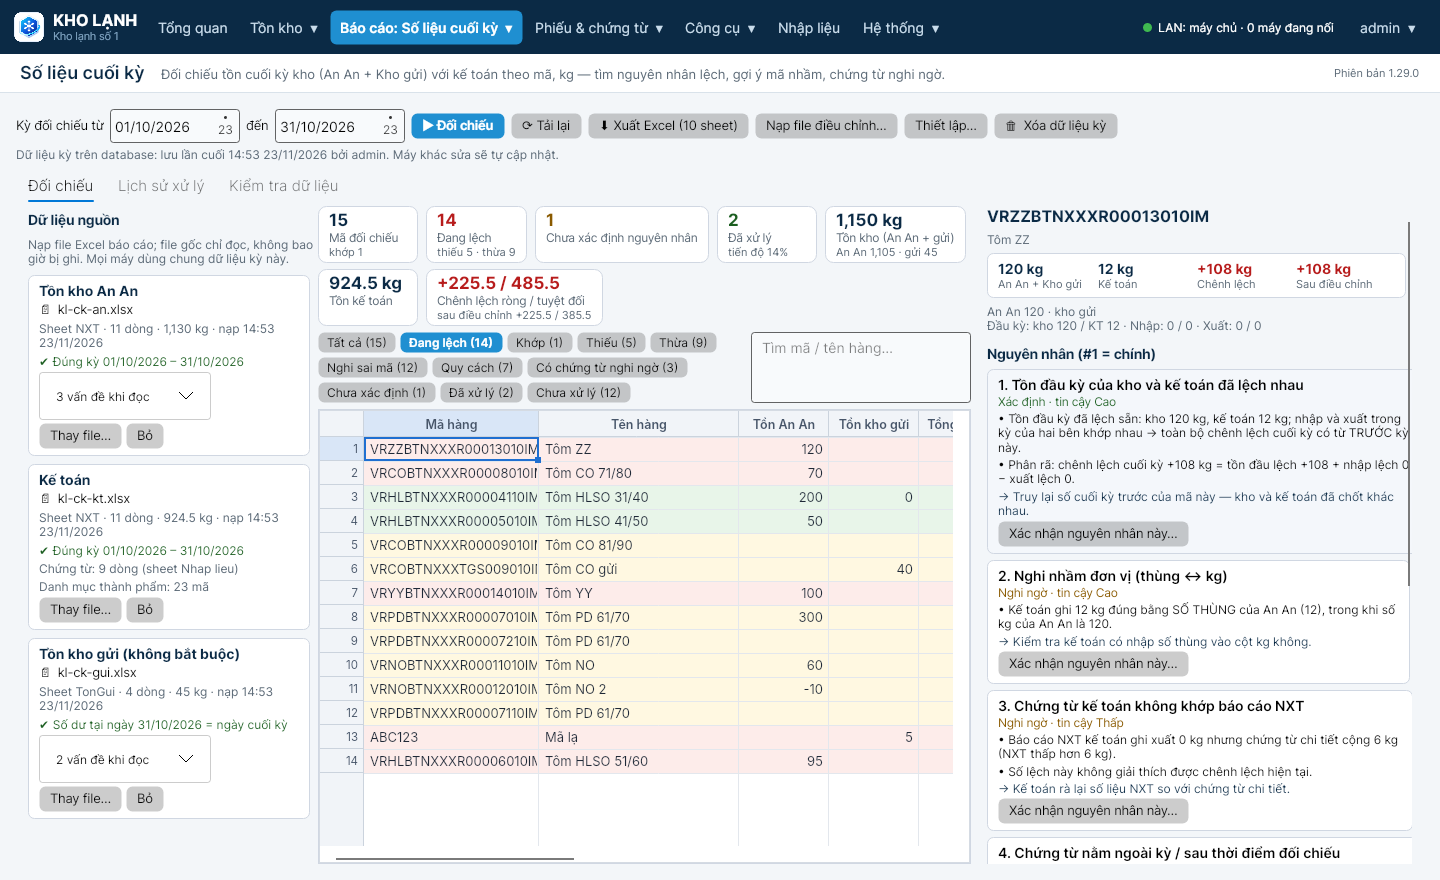 KHO LẠNH
Kho lạnh số 1
Tổng quan
Tồn kho ▾
Báo cáo: Số liệu cuối kỳ ▾
Phiếu & chứng từ ▾
Công cụ ▾
Nhập liệu
Hệ thống ▾
LAN: máy chủ · 0 máy đang nối
admin ▾
Số liệu cuối kỳ
Đối chiếu tồn cuối kỳ kho (An An + Kho gửi) với kế toán theo mã, kg — tìm nguyên nhân lệch, gợi ý mã nhầm, chứng từ nghi ngờ.
Phiên bản 1.29.0
Kỳ đối chiếu từ
01/10/2026
23
đến
31/10/2026
23
▶ Đối chiếu
⟳ Tải lại
⬇ Xuất Excel (10 sheet)
Nạp file điều chỉnh...
Thiết lập...
🗑 Xóa dữ liệu kỳ
Dữ liệu kỳ trên database: lưu lần cuối 14:53 23/11/2026 bởi admin. Máy khác sửa sẽ tự cập nhật.
Đối chiếu
Lịch sử xử lý
Kiểm tra dữ liệu
Dữ liệu nguồn
Nạp file Excel báo cáo; file gốc chỉ đọc, không bao
giờ bị ghi. Mọi máy dùng chung dữ liệu kỳ này.
Tồn kho An An
kl-ck-an.xlsx
Sheet NXT · 11 dòng · 1,130 kg · nạp 14:53
23/11/2026
✔ Đúng kỳ 01/10/2026 – 31/10/2026
3 vấn đề khi đọc
Thay file...
Bỏ
Kế toán
kl-ck-kt.xlsx
Sheet NXT · 11 dòng · 924.5 kg · nạp 14:53
23/11/2026
✔ Đúng kỳ 01/10/2026 – 31/10/2026
Chứng từ: 9 dòng (sheet Nhap lieu)
Danh mục thành phẩm: 23 mã
Thay file...
Bỏ
Tồn kho gửi (không bắt buộc)
kl-ck-gui.xlsx
Sheet TonGui · 4 dòng · 45 kg · nạp 14:53
23/11/2026
✔ Số dư tại ngày 31/10/2026 = ngày cuối kỳ
2 vấn đề khi đọc
Thay file...
Bỏ
15
Mã đối chiếu
khớp 1
14
Đang lệch
thiếu 5 · thừa 9
1
Chưa xác định nguyên nhân
2
Đã xử lý
tiến độ 14%
1,150 kg
Tồn kho (An An + gửi)
An An 1,105 · gửi 45
924.5 kg
Tồn kế toán
+225.5 / 485.5
Chênh lệch ròng / tuyệt đối
sau điều chỉnh +225.5 / 385.5
Tất cả (15)
Đang lệch (14)
Khớp (1)
Thiếu (5)
Thừa (9)
Nghi sai mã (12)
Quy cách (7)
Có chứng từ nghi ngờ (3)
Chưa xác định (1)
Đã xử lý (2)
Chưa xử lý (12)
Tìm mã / tên hàng...
Mã hàng
Tên hàng
Tồn An An
Tồn kho gửi
Tổng
1 VRZZBTNXXXR00013010IM Tôm ZZ 120
2 VRCOBTNXXXR00008010IM Tôm CO 71/80 70
3 VRHLBTNXXXR00004110IM Tôm HLSO 31/40 200 0
4 VRHLBTNXXXR00005010IM Tôm HLSO 41/50 50
5 VRCOBTNXXXR00009010IM Tôm CO 81/90
6 VRCOBTNXXXTGS009010IM Tôm CO gửi 40
7 VRYYBTNXXXR00014010IM Tôm YY 100
8 VRPDBTNXXXR00007010IM Tôm PD 61/70 300
9 VRPDBTNXXXR00007210IM Tôm PD 61/70
10 VRNOBTNXXXR00011010IM Tôm NO 60
11 VRNOBTNXXXR00012010IM Tôm NO 2 -10
12 VRPDBTNXXXR00007110IM Tôm PD 61/70
13 ABC123 Mã lạ 5
14 VRHLBTNXXXR00006010IM Tôm HLSO 51/60 95
VRZZBTNXXXR00013010IM
Tôm ZZ
120 kg
An An + Kho gửi
12 kg
Kế toán
+108 kg
Chênh lệch
+108 kg
Sau điều chỉnh
An An 120 · kho gửi
Đầu kỳ: kho 120 / KT 12 · Nhập: 0 / 0 · Xuất: 0 / 0
Nguyên nhân (#1 = chính)
1. Tồn đầu kỳ của kho và kế toán đã lệch nhau
Xác định · tin cậy Cao
• Tồn đầu kỳ đã lệch sẵn: kho 120 kg, kế toán 12 kg; nhập và xuất trong
kỳ của hai bên khớp nhau → toàn bộ chênh lệch cuối kỳ có từ TRƯỚC kỳ
này.
• Phân rã: chênh lệch cuối kỳ +108 kg = tồn đầu lệch +108 + nhập lệch 0
− xuất lệch 0.
→ Truy lại số cuối kỳ trước của mã này — kho và kế toán đã chốt khác
nhau.
Xác nhận nguyên nhân này...
2. Nghi nhầm đơn vị (thùng ↔ kg)
Nghi ngờ · tin cậy Cao
• Kế toán ghi 12 kg đúng bằng SỐ THÙNG của An An (12), trong khi số
kg của An An là 120.
→ Kiểm tra kế toán có nhập số thùng vào cột kg không.
Xác nhận nguyên nhân này...
3. Chứng từ kế toán không khớp báo cáo NXT
Nghi ngờ · tin cậy Thấp
• Báo cáo NXT kế toán ghi xuất 0 kg nhưng chứng từ chi tiết cộng 6 kg
(NXT thấp hơn 6 kg).
• Số lệch này không giải thích được chênh lệch hiện tại.
→ Kế toán rà lại số liệu NXT so với chứng từ chi tiết.
Xác nhận nguyên nhân này...
4. Chứng từ nằm ngoài kỳ / sau thời điểm đối chiếu